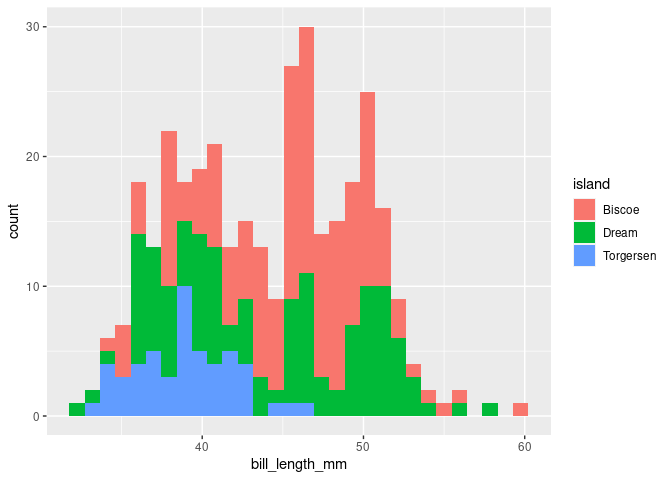 30
20
10
0
40
50
60
bill_length_mm
count
island
Biscoe
Dream
Torgersen